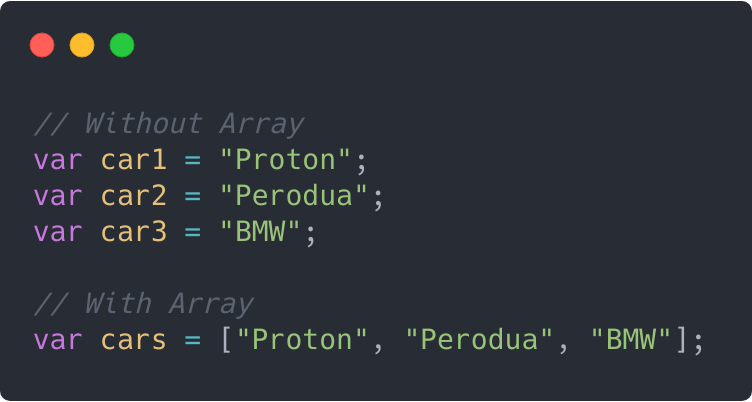 // Without Array
var car1 = "Proton";
var car2 = "Perodua";
var car3 = "BMW";
// With Array
var cars = ["Proton", "Perodua", "BMW"];